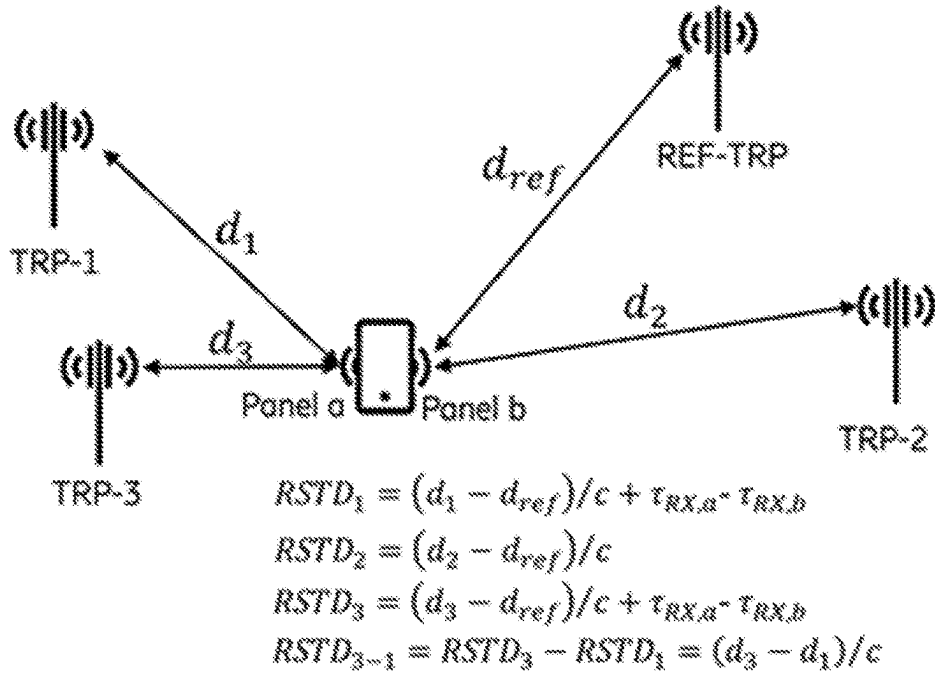 REF-TRP
d_ref
TRP-1
d_1
d_2
d_3
Panel a
Panel b
TRP-2
TRP-3
RSTD_1 = (d_1 − d_ref)/c + τ_RX,a- τ_RX,b
RSTD_2 = (d_2 − d_ref)/c
RSTD_3 = (d_3 − d_ref)/c + τ_RX,a- τ_RX,b
RSTD_3−1 = RSTD_3 − RSTD_1 = (d_3 − d_1)/c